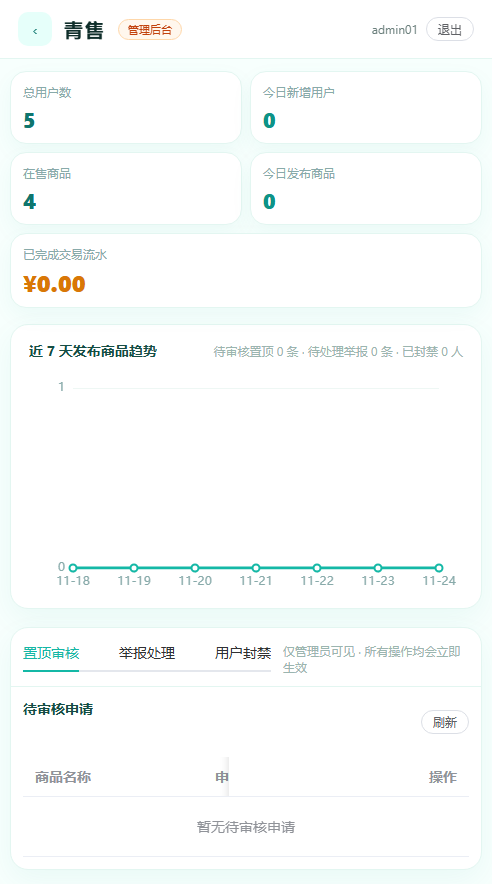 ‹ 青售 管理后台 admin01 退出
总用户数 今日新增用户
5 0
在售商品 今日发布商品
4 0
已完成交易流水
¥0.00
近 7 天发布商品趋势 待审核置顶 0 条 · 待处理举报 0 条 · 已封禁 0 人
1
0
11-18 11-19 11-20 11-21 11-22 11-23 11-24
置顶审核 举报处理 用户封禁 仅管理员可见 · 所有操作均会立即
生效
待审核申请
刷新
商品名称 申 操作
暂无待审核申请